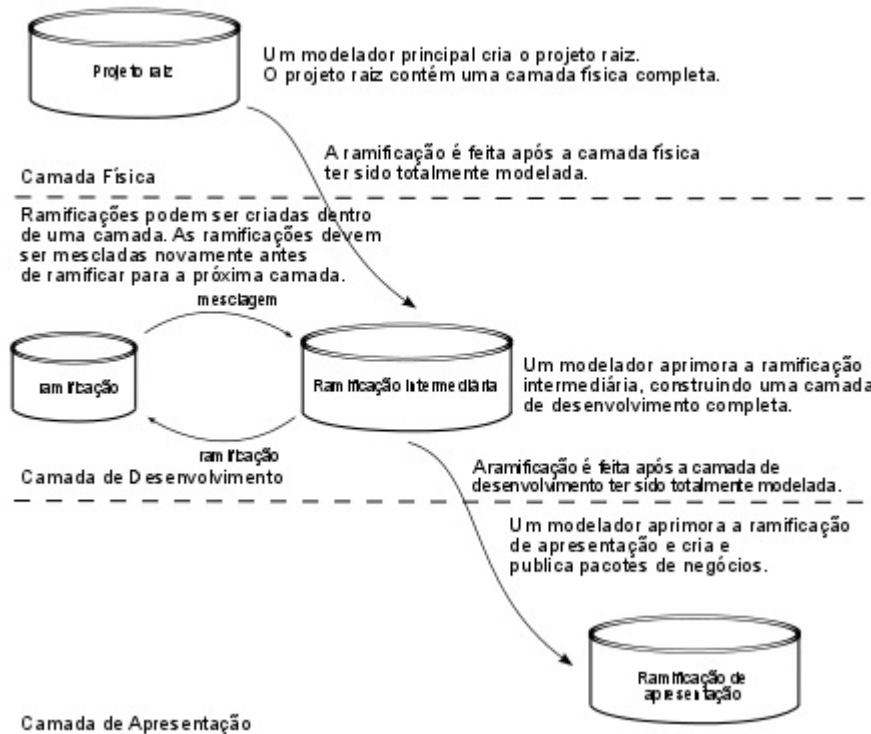 Projeto raiz
Um modelador principal cria o projeto raiz.
O projeto raiz contém uma camada física completa.
A ramificação é feita após a camada física
ter sido totalmente modelada.
Camada Física
Ramificações podem ser criadas dentro
de uma camada. As ramificações devem
ser mescladas novamente antes
de ramificar para a próxima camada.
mesclagem
ramificação
Ramificação intermediária
Um modelador aprimora a ramificação
intermediária, construindo uma camada
de desenvolvimento completa.
ramificação
Camada de Desenvolvimento
Aramificação é feita após a camada de
desenvolvimento ter sido totalmente modelada.
Um modelador aprimora a ramificação
de apresentação e cria e
publica pacotes de negócios.
Ramificação de
apresentação
Camada de Apresentação